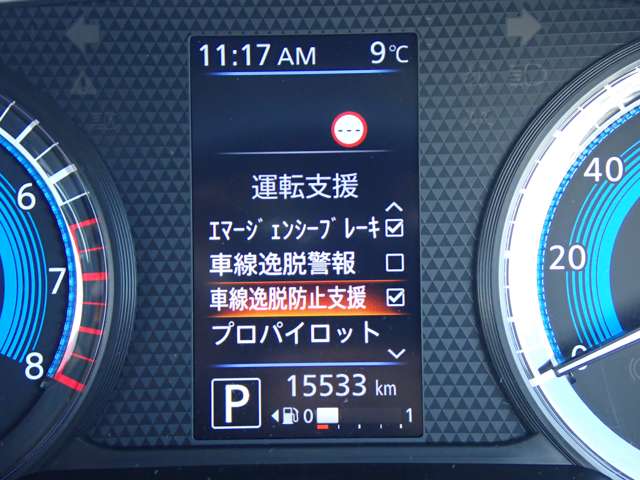 11:17 AM 9℃
---
運転支援
ｴﾏｰｼﾞｪﾝｼｰﾌﾞﾚｰｷ
車線逸脱警報
車線逸脱防止支援
プロパイロット
P 15533 km
0 1
6
7
8
40
20
0